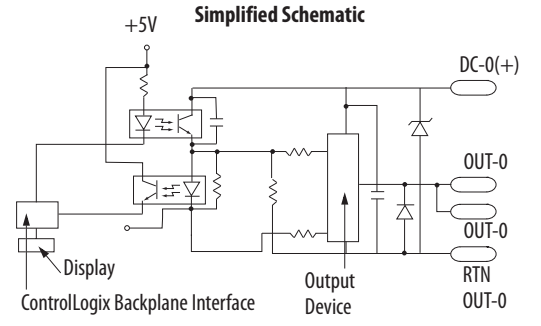 Simplified Schematic
+5V
DC-0(+)
OUT-0
OUT-0
RTN
OUT-0
Display
Output
Device
ControlLogix Backplane Interface